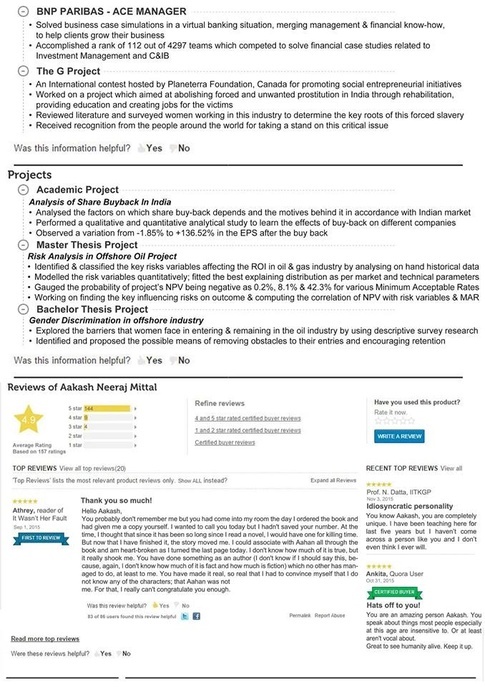 BNP PARIBAS - ACE MANAGER
• Solved business case simulations in a virtual banking situation, merging management & financial know-how,
to help clients grow their business
• Accomplished a rank of 112 out of 4297 teams which competed to solve financial case studies related to
Investment Management and C&IB
The G Project
• An International contest hosted by Planeterra Foundation, Canada for promoting social entrepreneurial initiatives
• Worked on a project which aimed at abolishing forced and unwanted prostitution in India through rehabilitation,
providing education and creating jobs for the victims
• Reviewed literature and surveyed women working in this industry to determine the key roots of this forced slavery
• Received recognition from the people around the world for taking a stand on this critical issue
Was this information helpful? Yes No
Projects
Academic Project
Analysis of Share Buyback In India
• Analysed the factors on which share buy-back depends and the motives behind it in accordance with Indian market
• Performed a qualitative and quantitative analytical study to learn the effects of buy-back on different companies
• Observed a variation from -1.85% to +136.52% in the EPS after the buy back
Master Thesis Project
Risk Analysis in Offshore Oil Project
• Identified & classified the key risks variables affecting the ROI in oil & gas industry by analysing on hand historical data
• Modelled the risk variables quantitatively; fitted the best explaining distribution as per market and technical parameters
• Gauged the probability of project's NPV being negative as 0.2%, 8.1% & 42.3% for various Minimum Acceptable Rates
• Working on finding the key influencing risks on outcome & computing the correlation of NPV with risk variables & MAR
Bachelor Thesis Project
Gender Discrimination in offshore industry
• Explored the barriers that women face in entering & remaining in the oil industry by using descriptive survey research
• Identified and proposed the possible means of removing obstacles to their entries and encouraging retention
Was this information helpful? Yes No
Reviews of Aakash Neeraj Mittal
4.9
Average Rating
Based on 157 ratings
5 star 144
4 star 8
3 star 4
2 star
1 star
Refine reviews
4 and 5 star rated certified buyer reviews
1 and 2 star rated certified buyer reviews
Certified buyer reviews
Have you used this product?
Rate it now.
WRITE A REVIEW
TOP REVIEWS View all top reviews(20)
'Top Reviews' lists the most relevant product reviews only. Show ALL instead?
Expand all Reviews
Athrey, reader of
It Wasn't Her Fault
Sep 1, 2015
FIRST TO REVIEW
Thank you so much!
Hello Aakash,
You probably don't remember me but you had come into my room the day I ordered the book and
had given me a copy yourself. I wanted to call you today but I hadn't saved your number. At the
time, I thought that since it has been so long since I read a novel, I would have one for killing time.
But now that I have finished it, the story moved me. I could associate with Aahan all through the
book and am heart-broken as I turned the last page today. I don't know how much of it is true, but
it really shook me. You have done something as an author (I don't know if I should say this, be-
cause, again, I don't know how much of it is fact and how much is fiction) which no other has man-
aged to do, at least to me. You have made it real, so real that I had to convince myself that I do
not know any of the characters; that Aahan was not
me. For that, I really can't congratulate you enough.
Was this review helpful? Yes No
83 of 86 users found this review helpful
Permalink Report Abuse
Read more top reviews
Were these reviews helpful? Yes No
RECENT TOP REVIEWS View all
Prof. N. Datta, IITKGP
Nov 3, 2015
Idiosyncratic personality
You know Aakash, you are completely
unique. I have been teaching here for
last five years but I haven't come
across a person like you and I don't
even think I ever will.
Ankita, Quora User
Oct 31, 2015
CERTIFIED BUYER
Hats off to you!
You are an amazing person Aakash. You
speak about things most people especially
at this age are insensitive to. Or at least
aren't vocal about.
Great to see humanity alive. Keep it up.